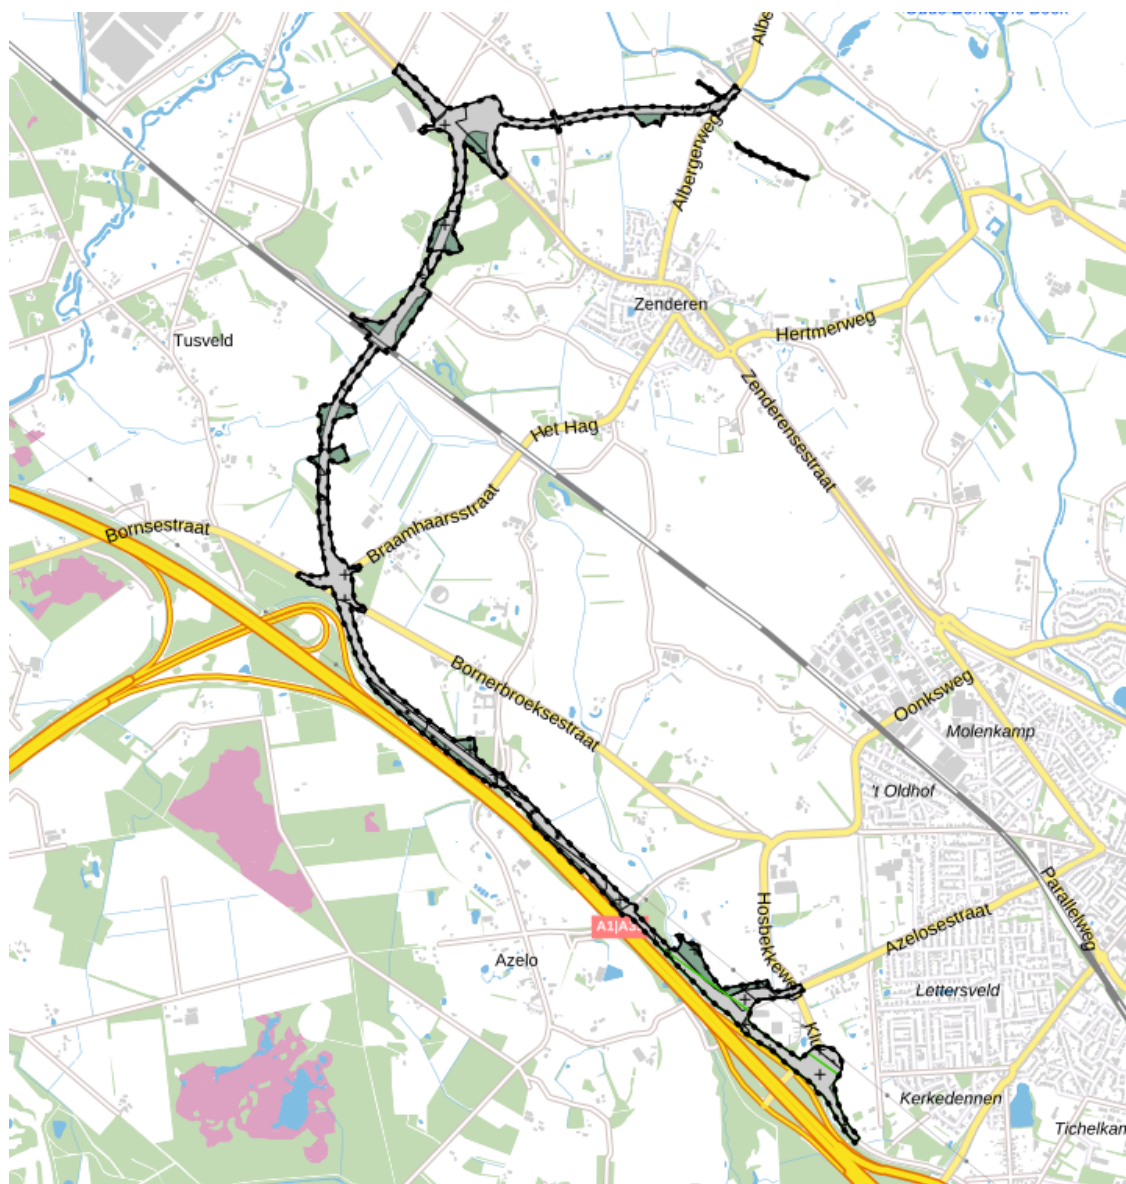 Albe
Albergerweg
Zenderen
Hertmerweg
Tusveld
Zenderensestraat
Het Hag
Braamhaarsstraat
Bornsestraat
Bornerbroeksestraat
Oonksweg
Molenkamp
't Oldhof
Parallelweg
Hosbekkeweg
Azelosestraat
A1|A3
Azelo
Lettersveld
Kerkedennen
Tichelkam